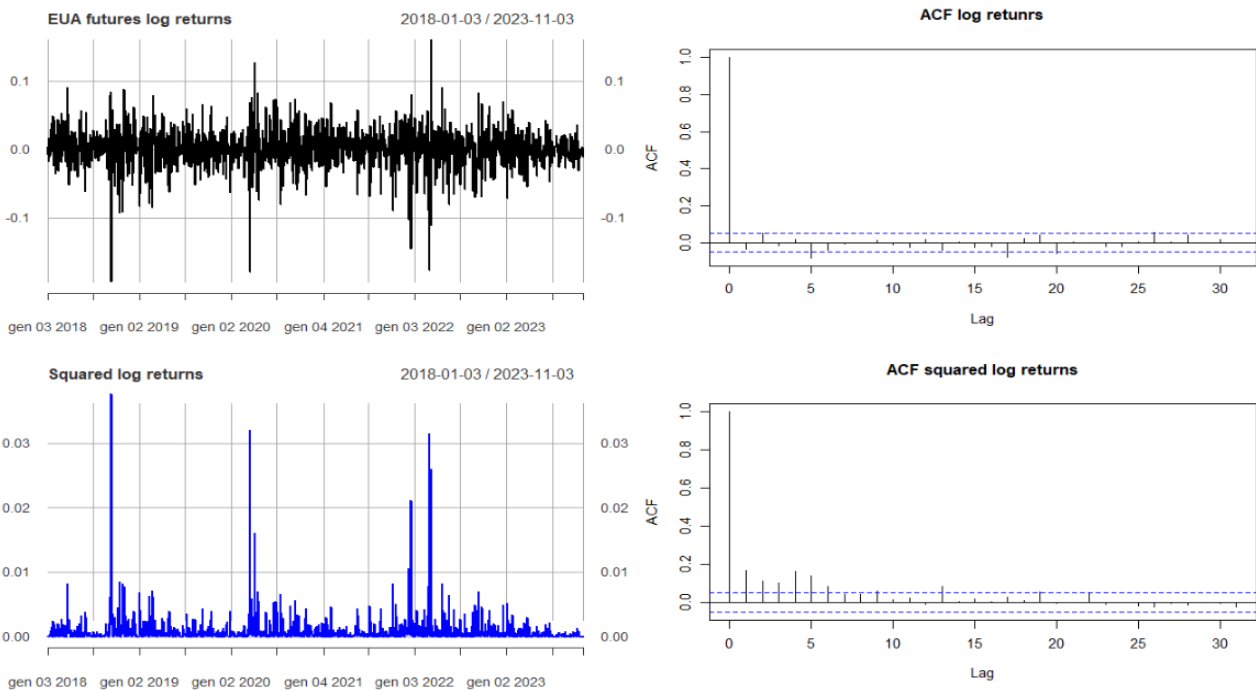 EUA futures log returns 2018-01-03 / 2023-11-03
0.1 0.1
0.0 0.0
-0.1 -0.1
gen 03 2018 gen 02 2019 gen 02 2020 gen 04 2021 gen 03 2022 gen 02 2023
ACF log retunrs
1.0
0.8
0.6
0.4
0.2
0.0
ACF
0 5 10 15 20 25 30
Lag
Squared log returns 2018-01-03 / 2023-11-03
0.03 0.03
0.02 0.02
0.01 0.01
0.00 0.00
gen 03 2018 gen 02 2019 gen 02 2020 gen 04 2021 gen 03 2022 gen 02 2023
ACF squared log returns
1.0
0.8
0.6
0.4
0.2
0.0
ACF
0 5 10 15 20 25 30
Lag